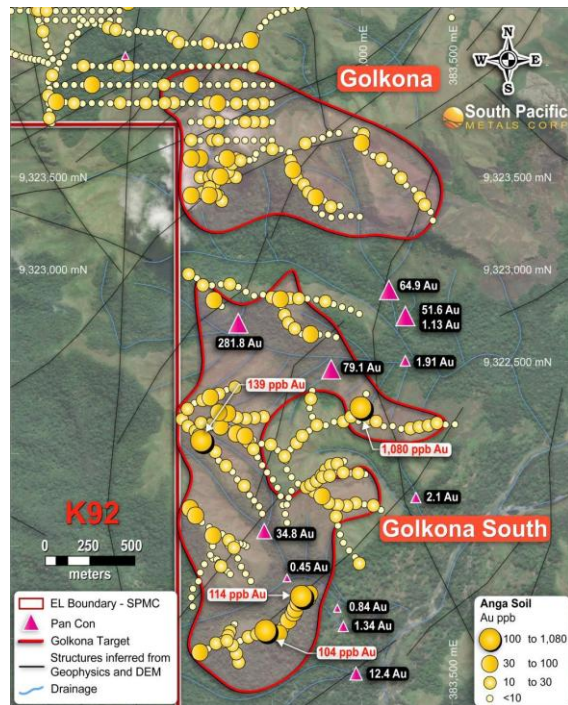 Golkona
000 mE
383,500 mE
N
W
E
S
South Pacific
METALS CORP
9,323,500 mN
9,323,500 mN
9,323,000 mN
9,323,000 mN
64.9 Au
51.6 Au
1.13 Au
281.8 Au
1.91 Au
9,322,500 mN
79.1 Au
139 ppb Au
1,080 ppb Au
K92
2.1 Au
34.8 Au
Golkona South
0 250 500
meters
0.45 Au
114 ppb Au
0.84 Au
1.34 Au
104 ppb Au
12.4 Au
383,500 mE
EL Boundary - SPMC
Pan Con
Golkona Target
Structures inferred from
Geophysics and DEM
Drainage
Anga Soil
Au ppb
100 to 1,080
30 to 100
10 to 30
<10